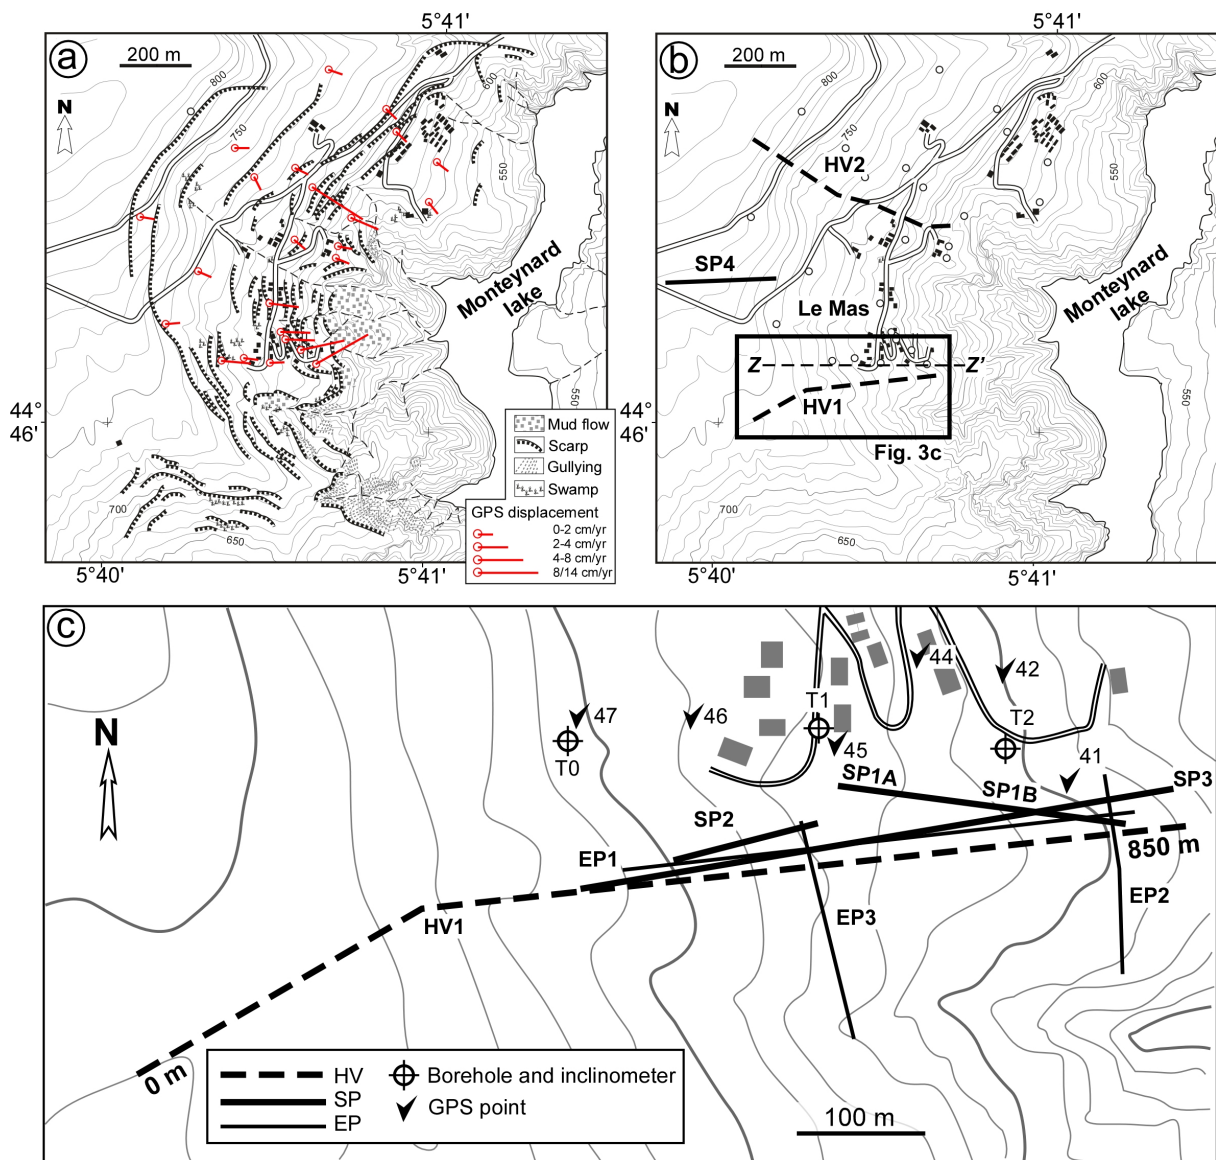 5°41'
5°41'
a
200 m
N
800
750
600
550
Monteynard
lake
44°
46'
700
650
550
Mud flow
Scarp
Gullying
Swamp
GPS displacement
0-2 cm/yr
2-4 cm/yr
4-8 cm/yr
8/14 cm/yr
5°40'
5°41'
b
200 m
N
800
750
600
550
HV2
SP4
Le Mas
Monteynard
lake
Z
Z'
HV1
Fig. 3c
44°
46'
700
650
550
5°40'
5°41'
c
N
47
46
T0
T1
45
44
42
T2
41
SP1A
SP1B
SP3
SP2
EP1
850 m
HV1
EP3
EP2
0 m
HV
SP
EP
Borehole and inclinometer
GPS point
100 m